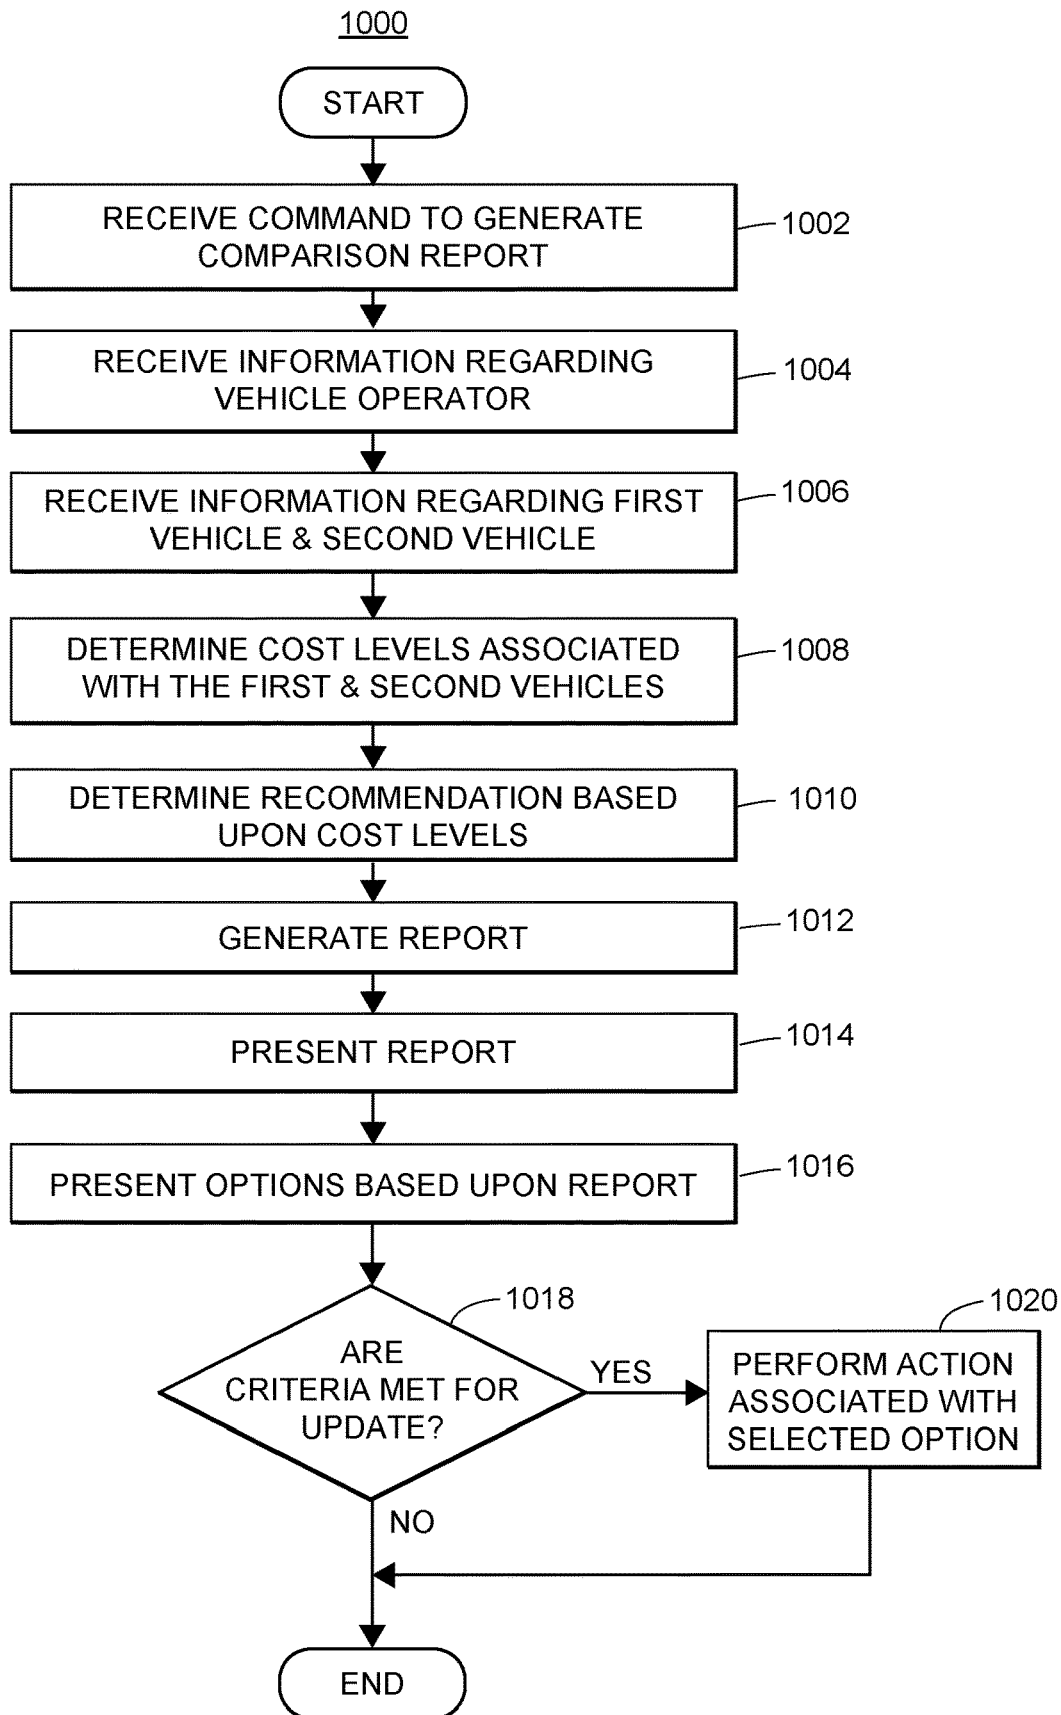 1000
START
RECEIVE COMMAND TO GENERATE
COMPARISON REPORT
1002
RECEIVE INFORMATION REGARDING
VEHICLE OPERATOR
1004
RECEIVE INFORMATION REGARDING FIRST
VEHICLE & SECOND VEHICLE
1006
DETERMINE COST LEVELS ASSOCIATED
WITH THE FIRST & SECOND VEHICLES
1008
DETERMINE RECOMMENDATION BASED
UPON COST LEVELS
1010
GENERATE REPORT
1012
PRESENT REPORT
1014
PRESENT OPTIONS BASED UPON REPORT
1016
ARE
CRITERIA MET FOR
UPDATE?
1018
YES
PERFORM ACTION
ASSOCIATED WITH
SELECTED OPTION
1020
NO
END